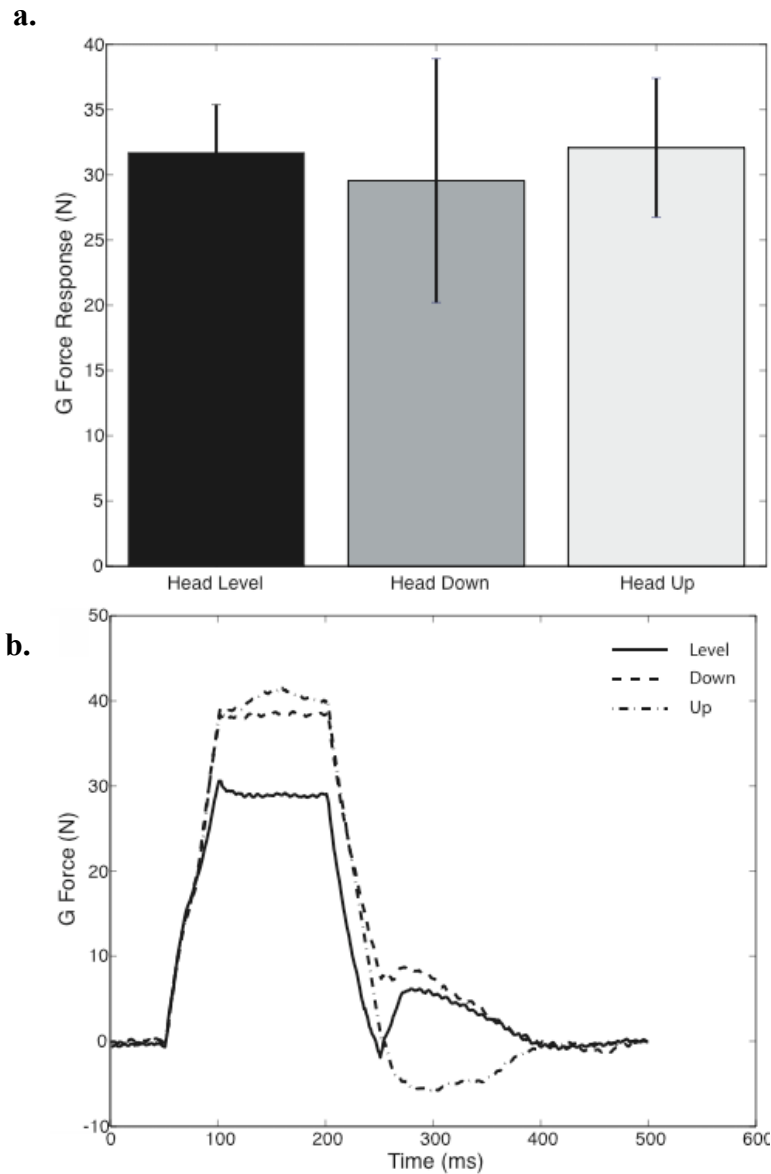 a.
40
35
30
25
20
15
10
5
0
G Force Response (N)
Head Level Head Down Head Up
b.
50
40
30
20
10
0
-10
G Force (N)
Level
Down
Up
0 100 200 300 400 500 600
Time (ms)